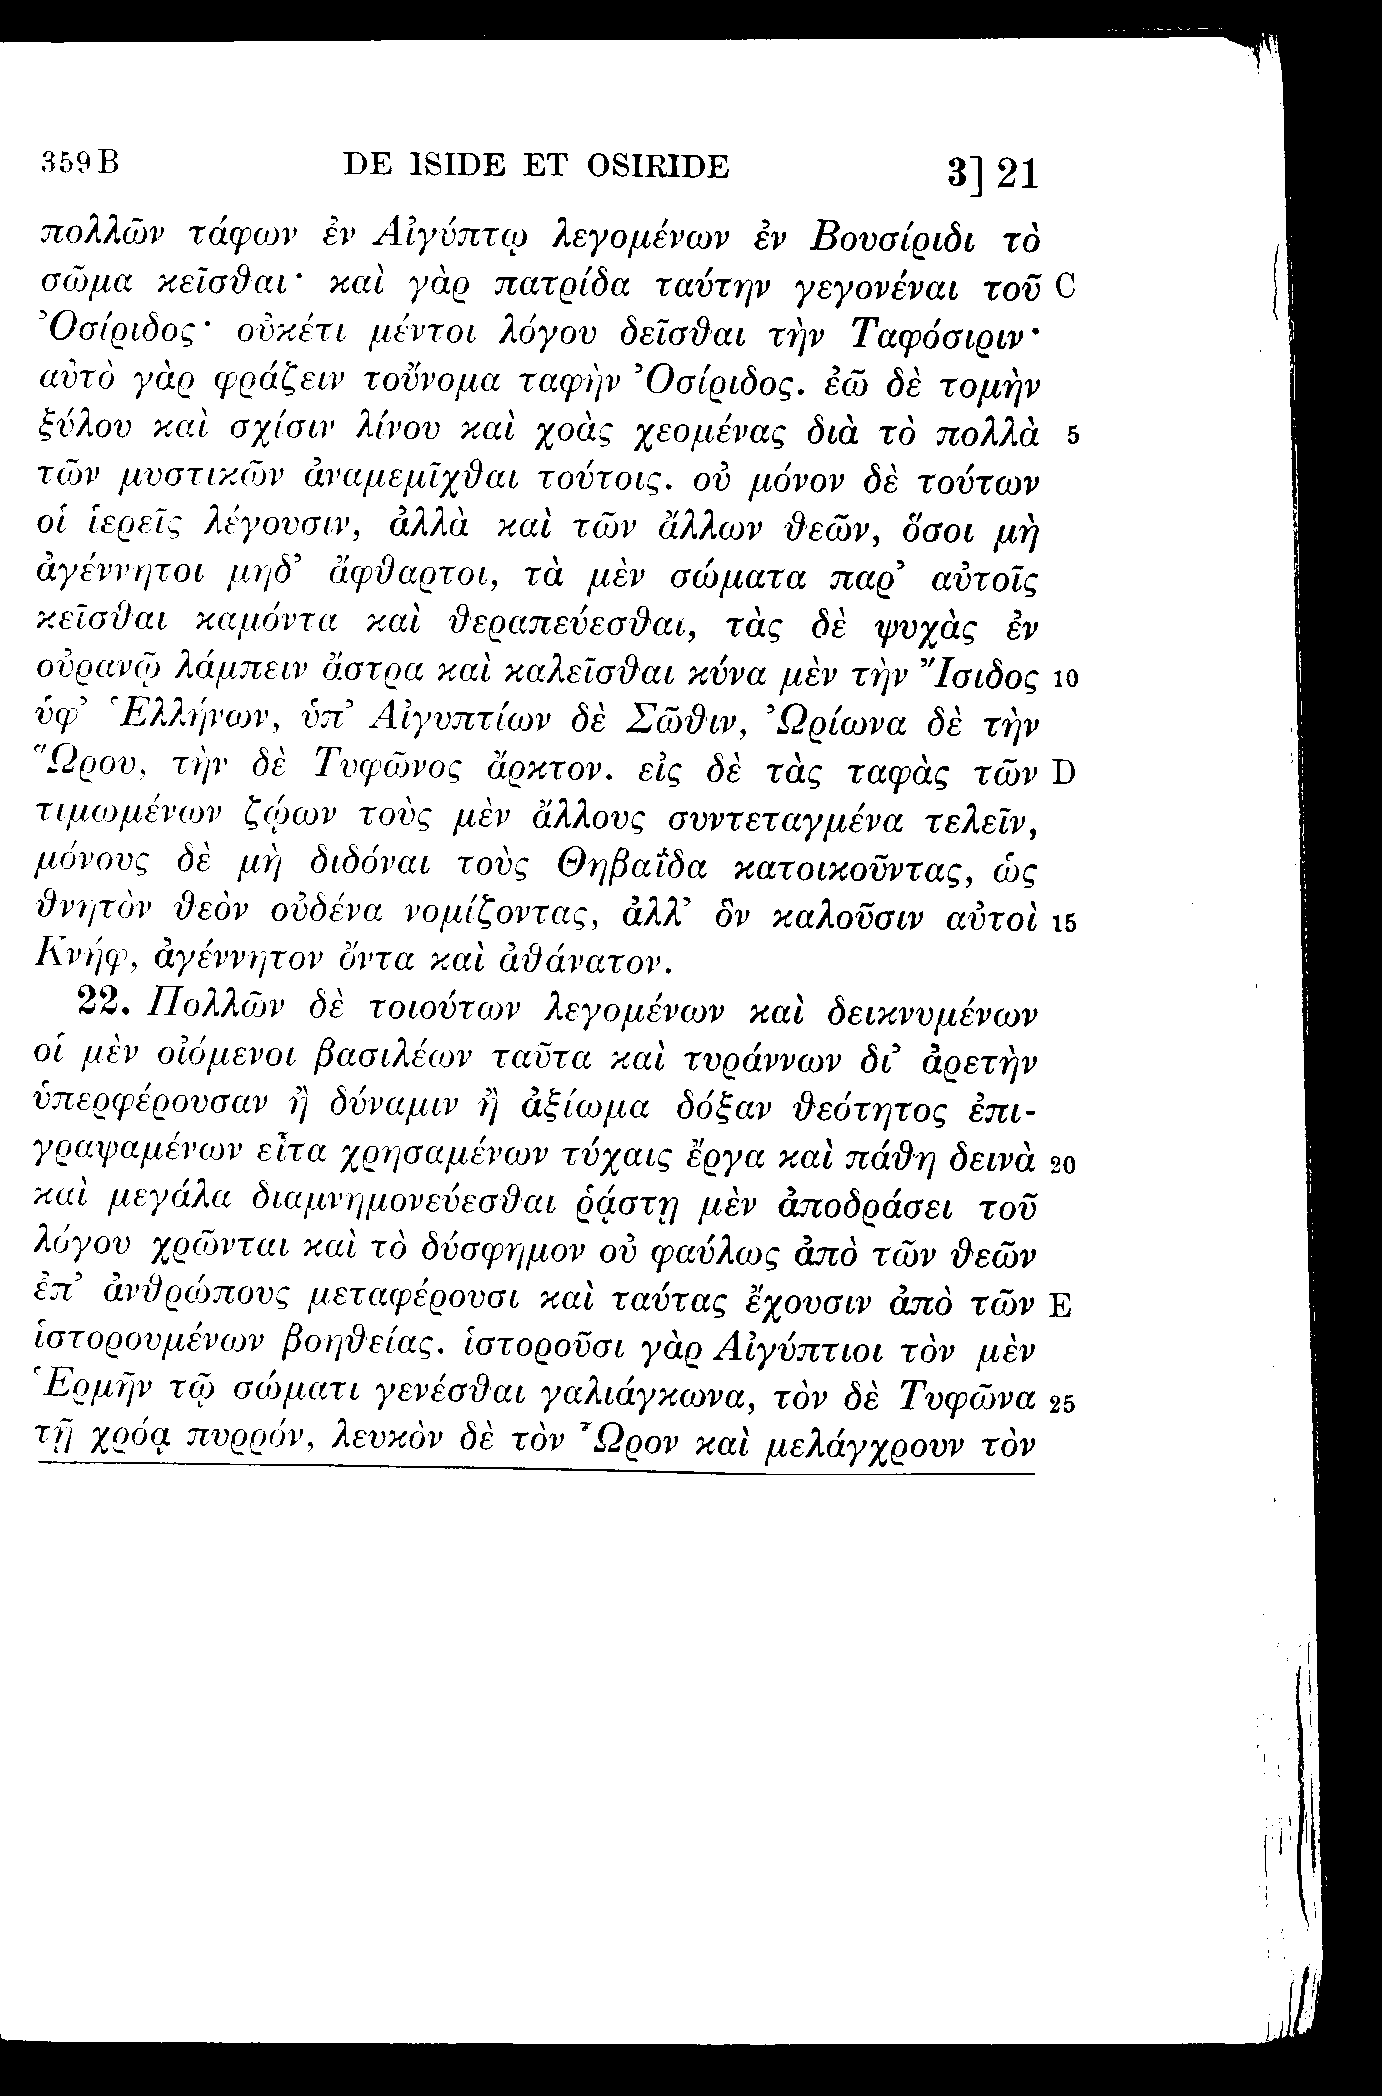 359 B DE ISIDE ET OSIRIDE 3] 21
πολλῶν τάφων ἐν Αἰγύπτῳ λεγομένων ἐν Βουσίριδι τὸ
σῶμα κεῖσθαι· καὶ γὰρ πατρίδα ταύτην γεγονέναι τοῦ C
Ὀσίριδος· οὐκέτι μέντοι λόγου δεῖσθαι τὴν Ταφόσιριν·
αὐτὸ γὰρ φράζειν τοὔνομα ταφὴν Ὀσίριδος. ἐῶ δὲ τομὴν
ξύλου καὶ σχίσιν λίνου καὶ χοὰς χεομένας διὰ τὸ πολλὰ 5
τῶν μυστικῶν ἀναμεμῖχθαι τούτοις. οὐ μόνον δὲ τούτων
οἱ ἱερεῖς λέγουσιν, ἀλλὰ καὶ τῶν ἄλλων θεῶν, ὅσοι μὴ
ἀγέννητοι μηδ’ ἄφθαρτοι, τὰ μὲν σώματα παρ’ αὐτοῖς
κεῖσθαι καμόντα καὶ θεραπεύεσθαι, τὰς δὲ ψυχὰς ἐν
οὐρανῷ λάμπειν ἄστρα καὶ καλεῖσθαι κύνα μὲν τὴν Ἴσιδος 10
ὑφ’ Ἑλλήνων, ὑπ’ Αἰγυπτίων δὲ Σῶθιν, Ὠρίωνα δὲ τὴν
Ὥρου, τὴν δὲ Τυφῶνος ἄρκτον. εἰς δὲ τὰς ταφὰς τῶν D
τιμωμένων ζῴων τοὺς μὲν ἄλλους συντεταγμένα τελεῖν,
μόνους δὲ μὴ διδόναι τοὺς Θηβαΐδα κατοικοῦντας, ὡς
θνητὸν θεὸν οὐδένα νομίζοντας, ἀλλ’ ὃν καλοῦσιν αὐτοὶ 15
Κνήφ, ἀγέννητον ὄντα καὶ ἀθάνατον.
22. Πολλῶν δὲ τοιούτων λεγομένων καὶ δεικνυμένων
οἱ μὲν οἰόμενοι βασιλέων ταῦτα καὶ τυράννων δι’ ἀρετὴν
ὑπερφέρουσαν ἢ δύναμιν ἢ ἀξίωμα δόξαν θεότητος ἐπι-
γραψαμένων εἶτα χρησαμένων τύχαις ἔργα καὶ πάθη δεινὰ 20
καὶ μεγάλα διαμνημονεύεσθαι ῥᾴστῃ μὲν ἀποδράσει τοῦ
λόγου χρῶνται καὶ τὸ δύσφημον οὐ φαύλως ἀπὸ τῶν θεῶν
ἐπ’ ἀνθρώπους μεταφέρουσι καὶ ταύτας ἔχουσιν ἀπὸ τῶν E
ἱστορουμένων βοηθείας. ἱστοροῦσι γὰρ Αἰγύπτιοι τὸν μὲν
Ἑρμῆν τῷ σώματι γενέσθαι γαλιάγκωνα, τὸν δὲ Τυφῶνα 25
τῇ χρόᾳ πυρρόν, λευκὸν δὲ τὸν Ὧρον καὶ μελάγχρουν τὸν